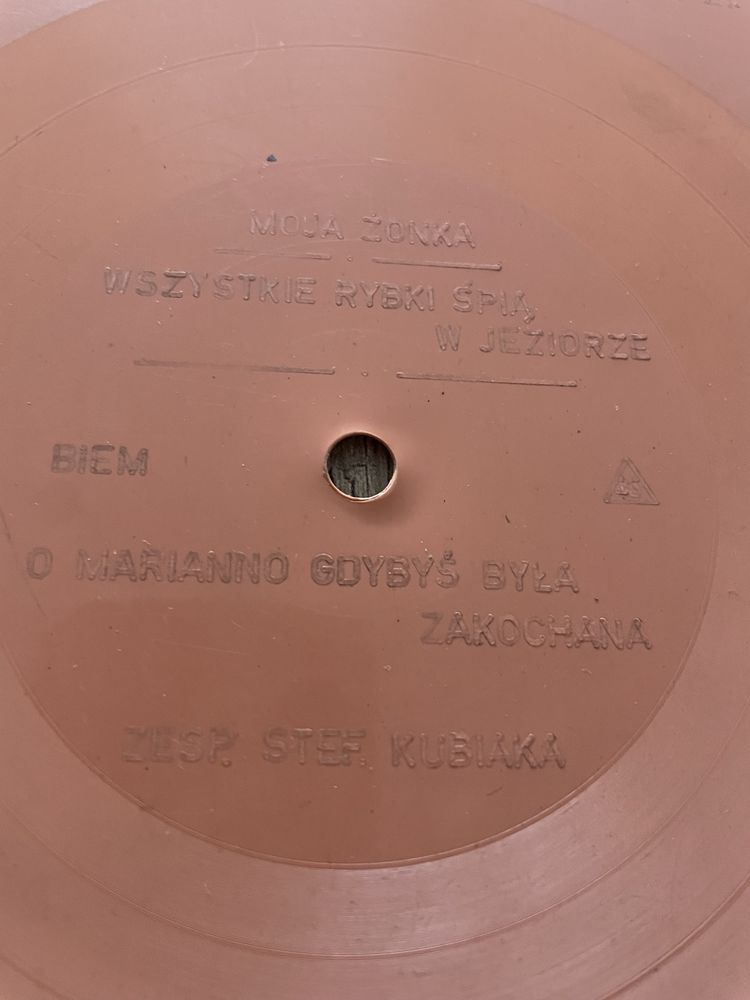 MOJA ŻONKA
WSZYSTKIE RYBKI ŚPIĄ
W JEZIORZE
BIEM
45
O MARIANNO GDYBYŚ BYŁA
ZAKOCHANA
ZESP. STEF. KUBIAKA